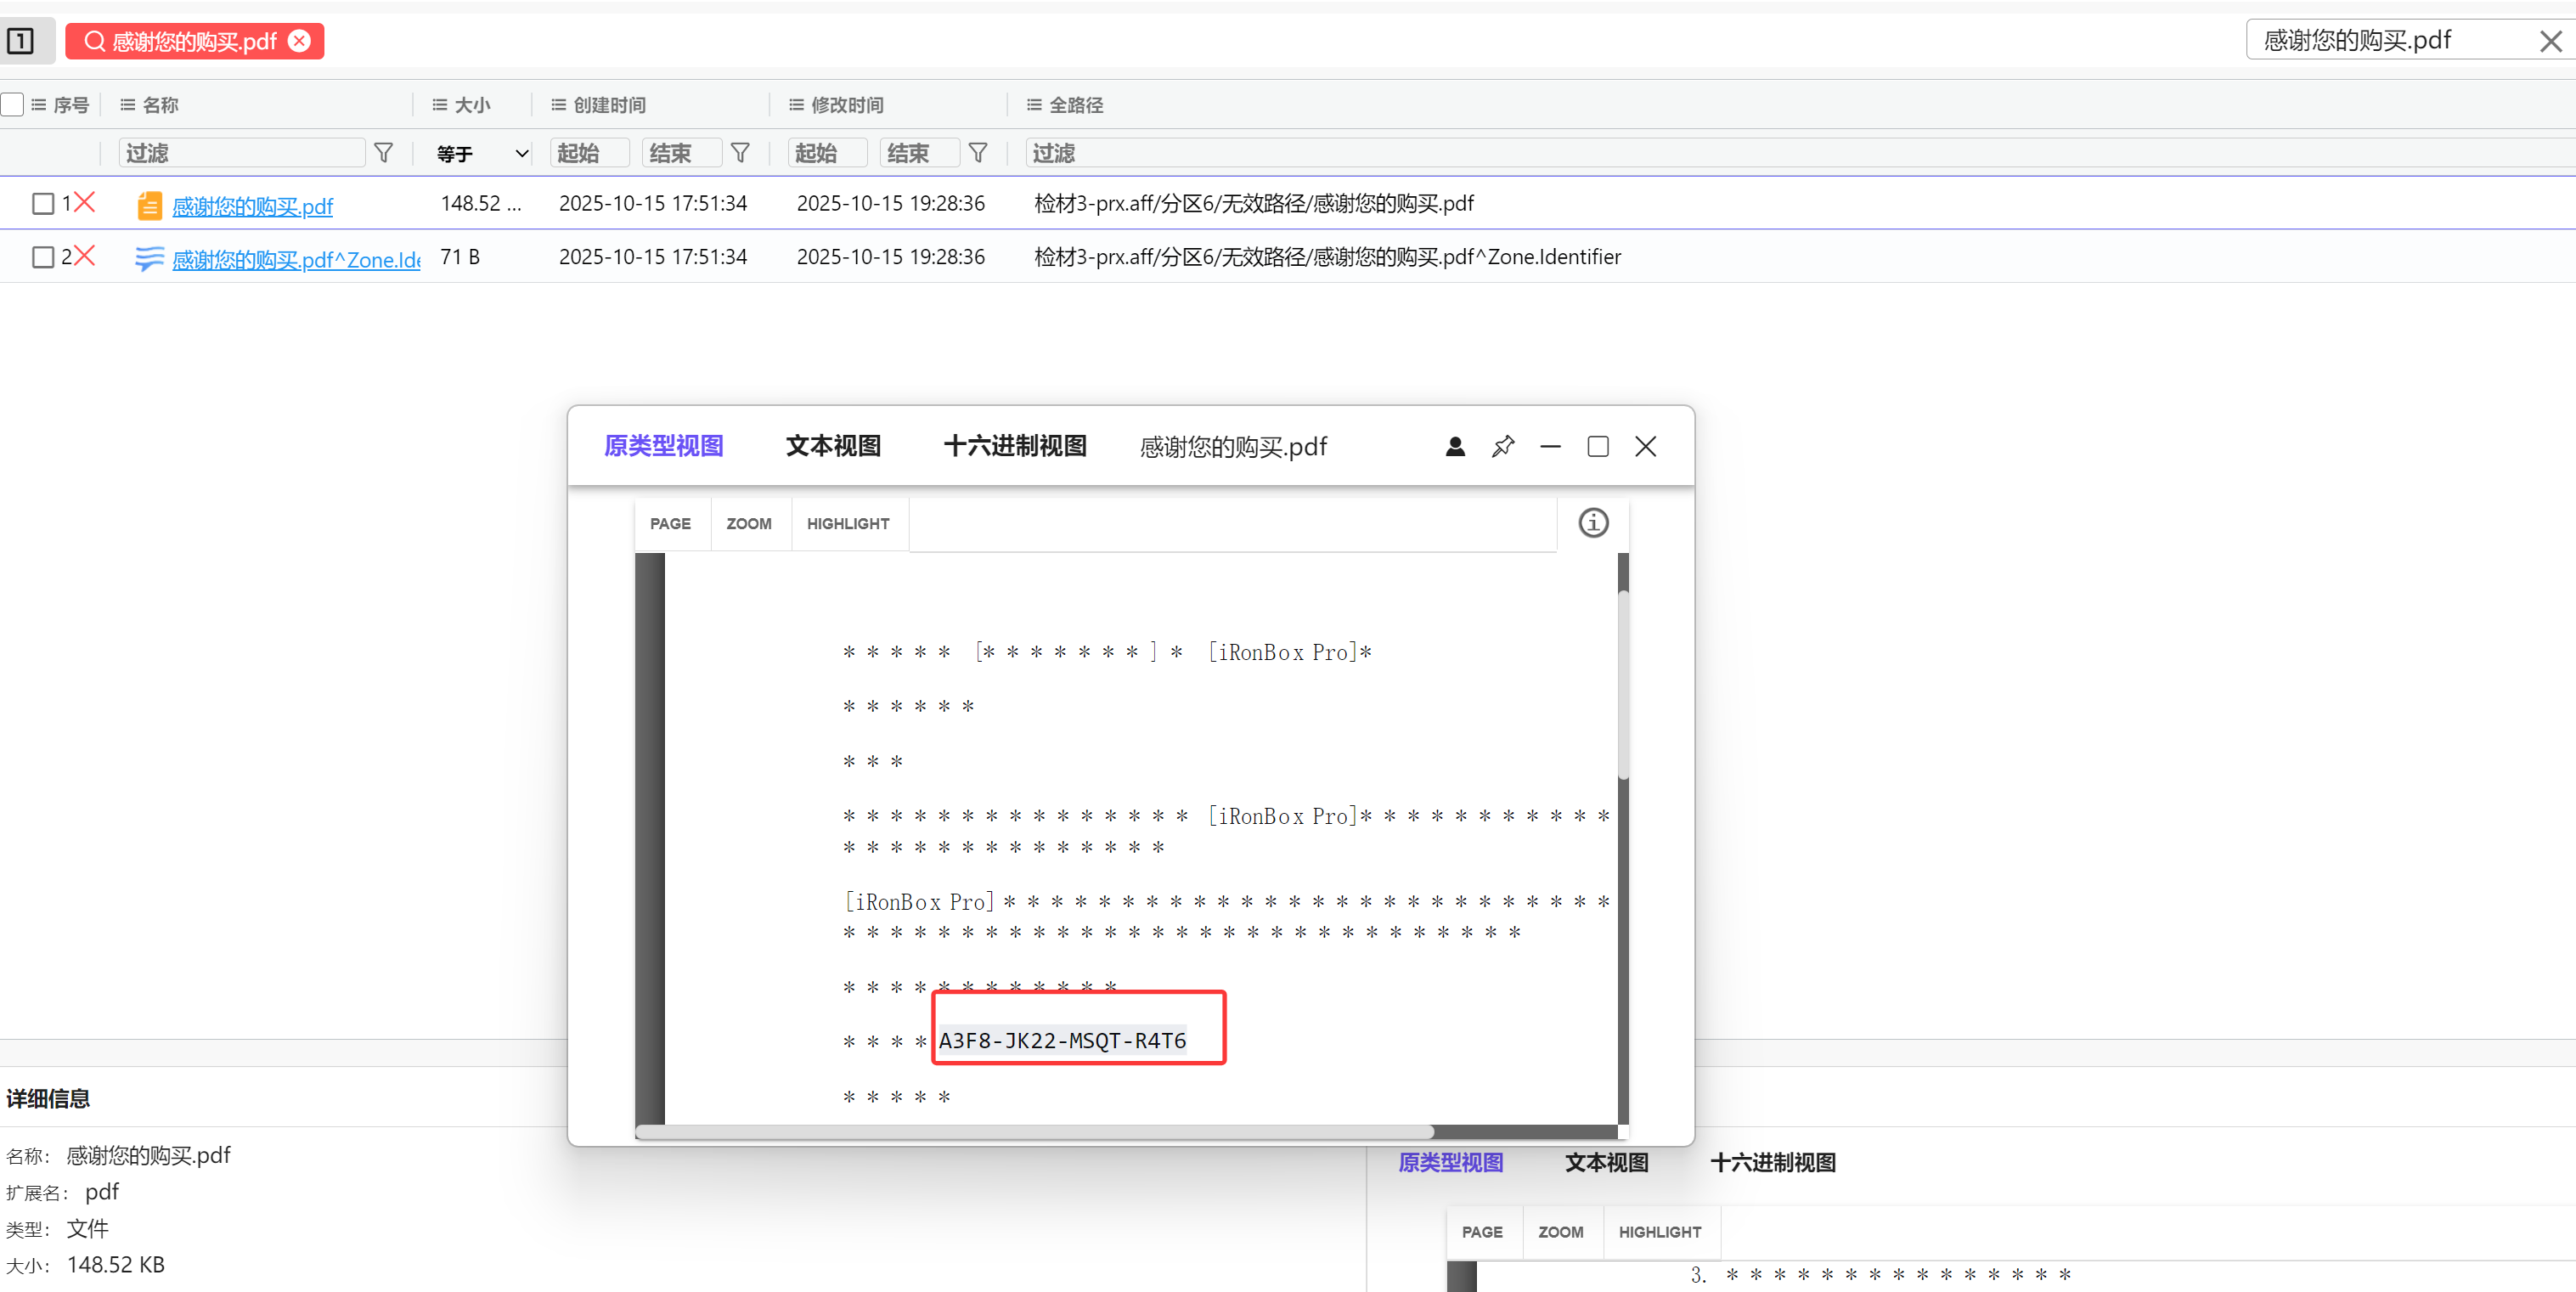 1 感谢您的购买.pdf 感谢您的购买.pdf
序号 名称 大小 创建时间 修改时间 全路径
过滤 等于 起始 结束 起始 结束 过滤
1 感谢您的购买.pdf 148.52 ... 2025-10-15 17:51:34 2025-10-15 19:28:36 检材3-prx.aff/分区6/无效路径/感谢您的购买.pdf
2 感谢您的购买.pdf^Zone.Ide 71 B 2025-10-15 17:51:34 2025-10-15 19:28:36 检材3-prx.aff/分区6/无效路径/感谢您的购买.pdf^Zone.Identifier
原类型视图 文本视图 十六进制视图 感谢您的购买.pdf
PAGE ZOOM HIGHLIGHT
* * * * * [* * * * * * * ] * [iRonBox Pro]*
* * * * * *
* * *
* * * * * * * * * * * * * * * [iRonBox Pro]* * * * * * * * * * *
* * * * * * * * * * * * * *
[iRonBox Pro] * * * * * * * * * * * * * * * * * * * * * * * * * *
* * * * * * * * * * * * * * * * * * * * * * * * * * * * *
* * * * * * * * * * * *
* * * * A3F8-JK22-MSQT-R4T6
* * * * *
详细信息
名称: 感谢您的购买.pdf
扩展名: pdf
类型: 文件
大小: 148.52 KB
原类型视图 文本视图 十六进制视图
PAGE ZOOM HIGHLIGHT
3. * * * * * * * * * * * * * * *